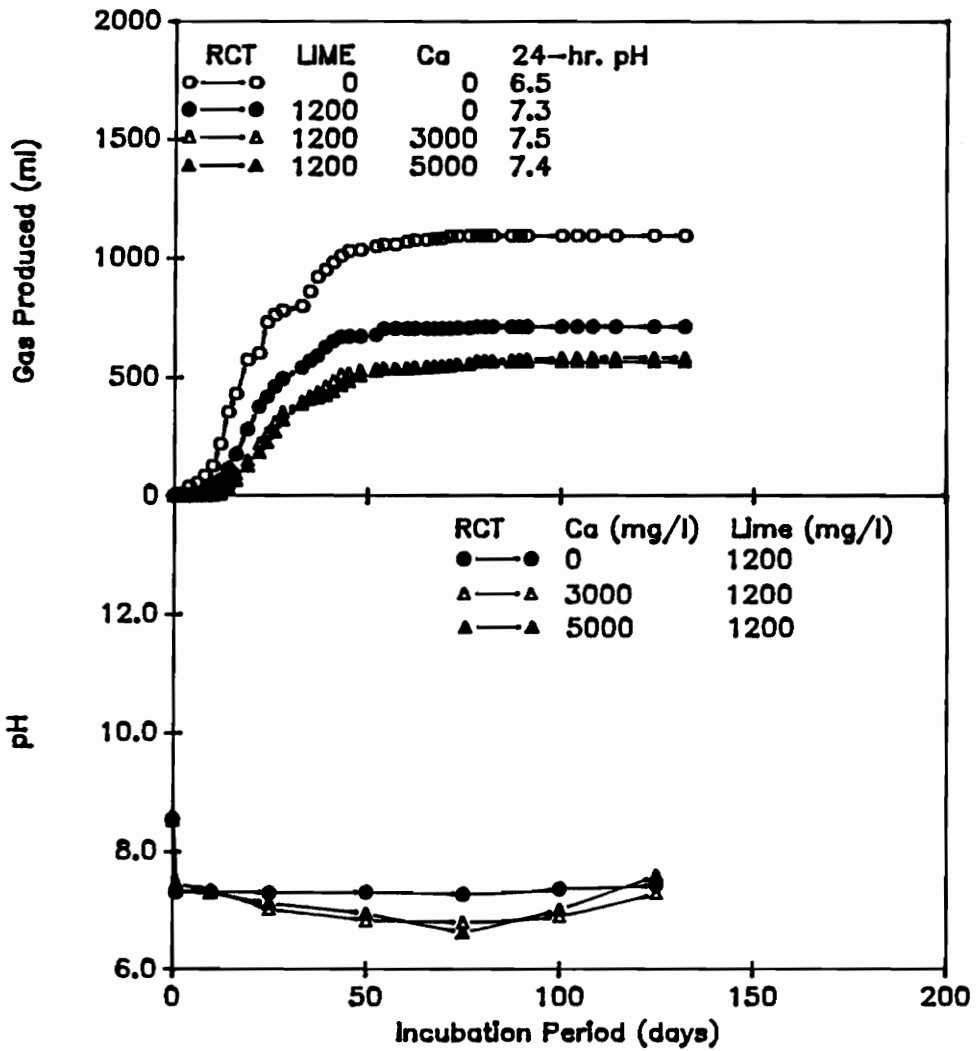 2000
RCT LIME Ca 24-hr. pH
0 0 6.5
1200 0 7.3
1500
1200 3000 7.5
1200 5000 7.4
Gas Produced (ml)
1000
500
0
RCT Ca (mg/l) Lime (mg/l)
0 1200
3000 1200
5000 1200
12.0
pH
10.0
8.0
6.0
0 50 100 150 200
Incubation Period (days)